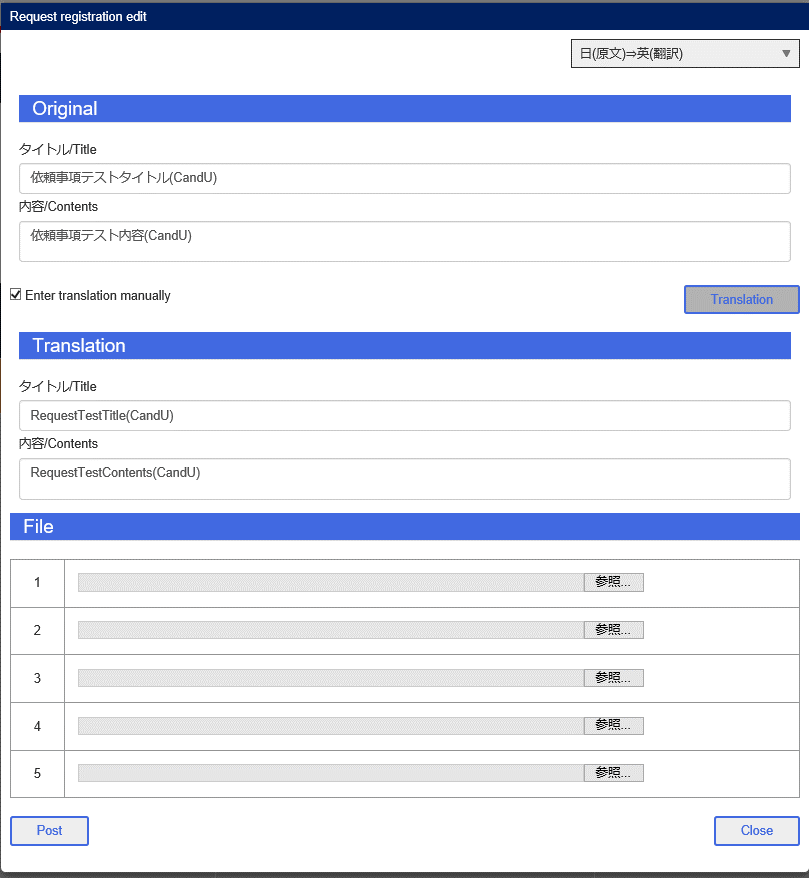 Request registration edit
日(原文)⇒英(翻訳)
Original
タイトル/Title
依頼事項テストタイトル(CandU)
内容/Contents
依頼事項テスト内容(CandU)
Enter translation manually
Translation
Translation
タイトル/Title
RequestTestTitle(CandU)
内容/Contents
RequestTestContents(CandU)
File
1 参照...
2 参照...
3 参照...
4 参照...
5 参照...
Post Close